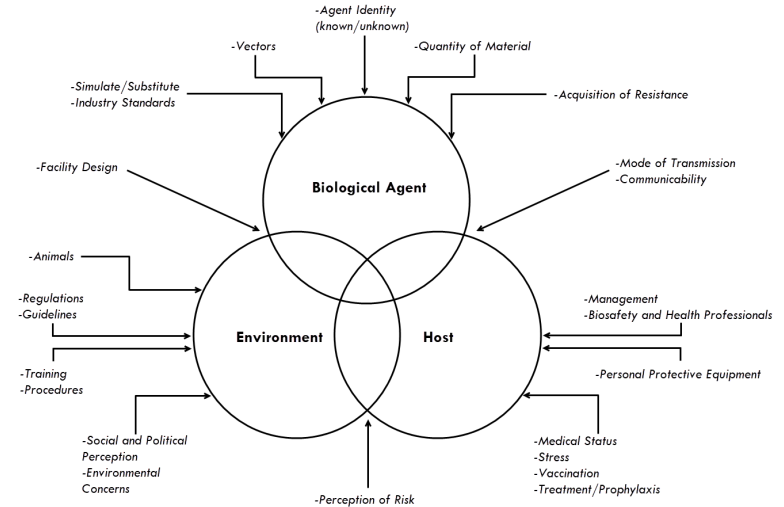 -Agent Identity
(known/unknown)
-Vectors
-Quantity of Material
-Simulate/Substitute
-Industry Standards
-Acquisition of Resistance
-Facility Design
-Mode of Transmission
-Communicability
Biological Agent
-Animals
-Regulations
-Guidelines
-Management
-Biosafety and Health Professionals
Environment
Host
-Training
-Procedures
-Personal Protective Equipment
-Social and Political
Perception
-Environmental
Concerns
-Medical Status
-Stress
-Vaccination
-Treatment/Prophylaxis
-Perception of Risk